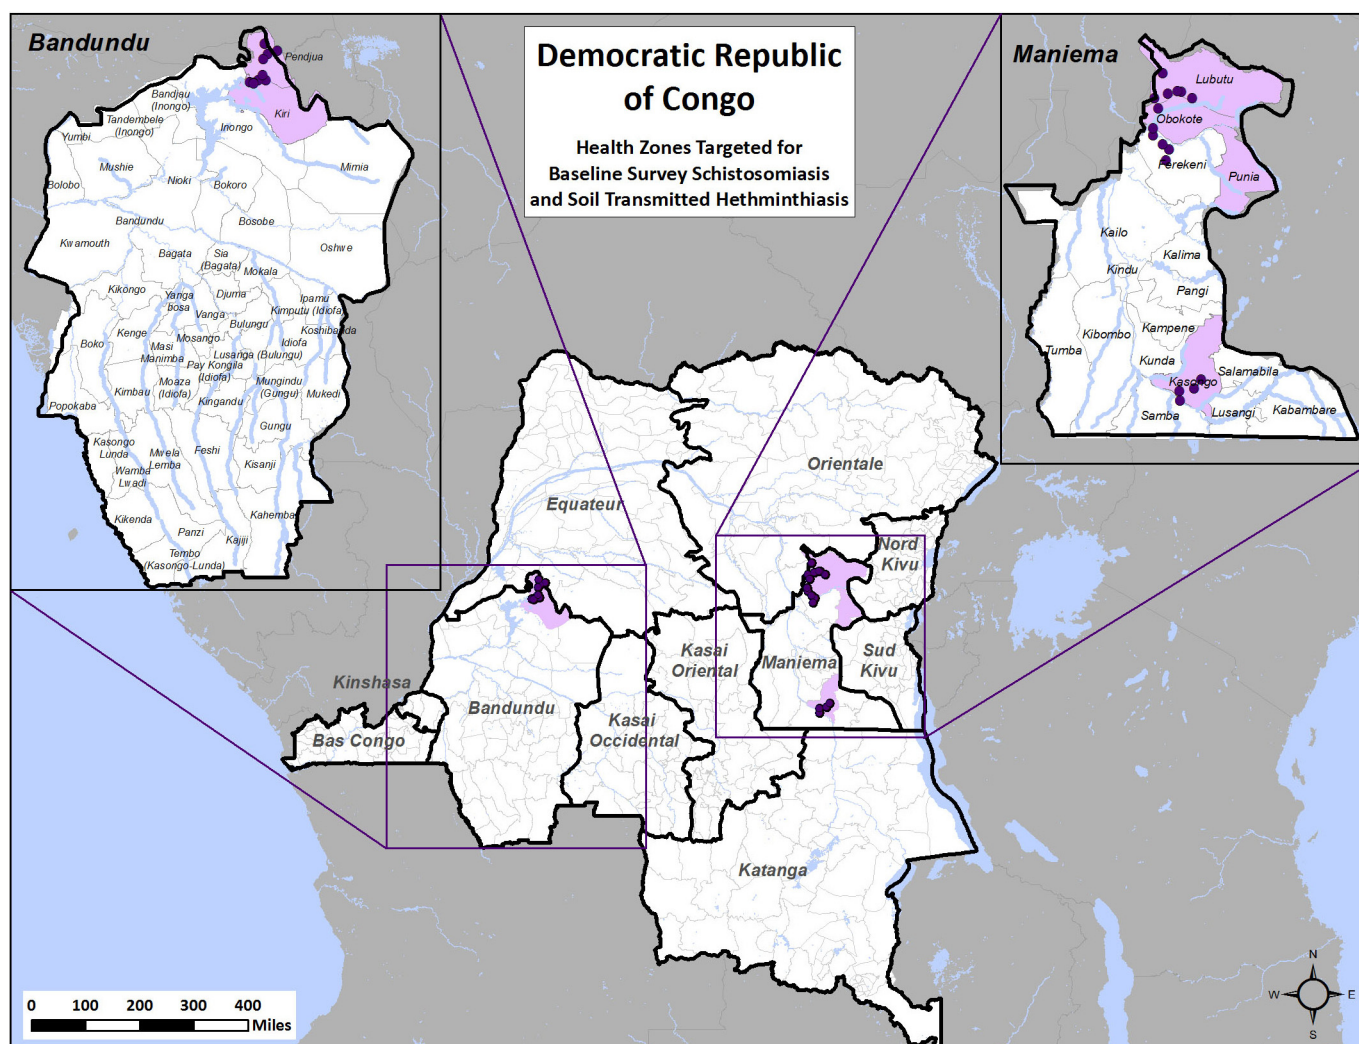 Democratic Republic
of Congo
Health Zones Targeted for
Baseline Survey Schistosomiasis
and Soil Transmitted Hethminthiasis
Bandundu
Pendjua
Bandjau
(Inongo)
Kiri
Tandembele
(Inongo)
Inongo
Yumbi
Mushie
Mimia
Nioki
Bolobo
Bokoro
Bandundu
Bosobe
Kwamouth
Oshwe
Bagata
Sia
(Bagata)
Mokala
Kikongo
Yanga
bosa
Djuma
Ipamu
Kimputu (Idiofa)
Vanga
Bulungu
Koshibanda
Kenge
Mosango
Idiofa
Boko
Masi
Manimba
Lusanga (Bulungu)
Pay Kongila
(Idiofa)
Moaza
(Idiofa)
Mungindu
(Gungu)
Kimbau
Mukedi
Kingandu
Popokaba
Gungu
Kasongo
Lunda
Mwela
Lemba
Feshi
Kisanji
Wamba
Lwadi
Kikenda
Kahemba
Panzi
Kajiji
Tembo
(Kasongo-Lunda)
Maniema
Lubutu
Obokote
Ferekeni
Punia
Kailo
Kalima
Kindu
Pangi
Kampene
Kibombo
Tumba
Kunda
Salamabila
Kasongo
Samba
Lusangi
Kabambare
Orientale
Equateur
Nord
Kivu
Kasai
Oriental
Maniema
Sud
Kivu
Kinshasa
Bandundu
Kasai
Occidental
Bas Congo
Katanga
0 100 200 300 400
Miles
N
W E
S